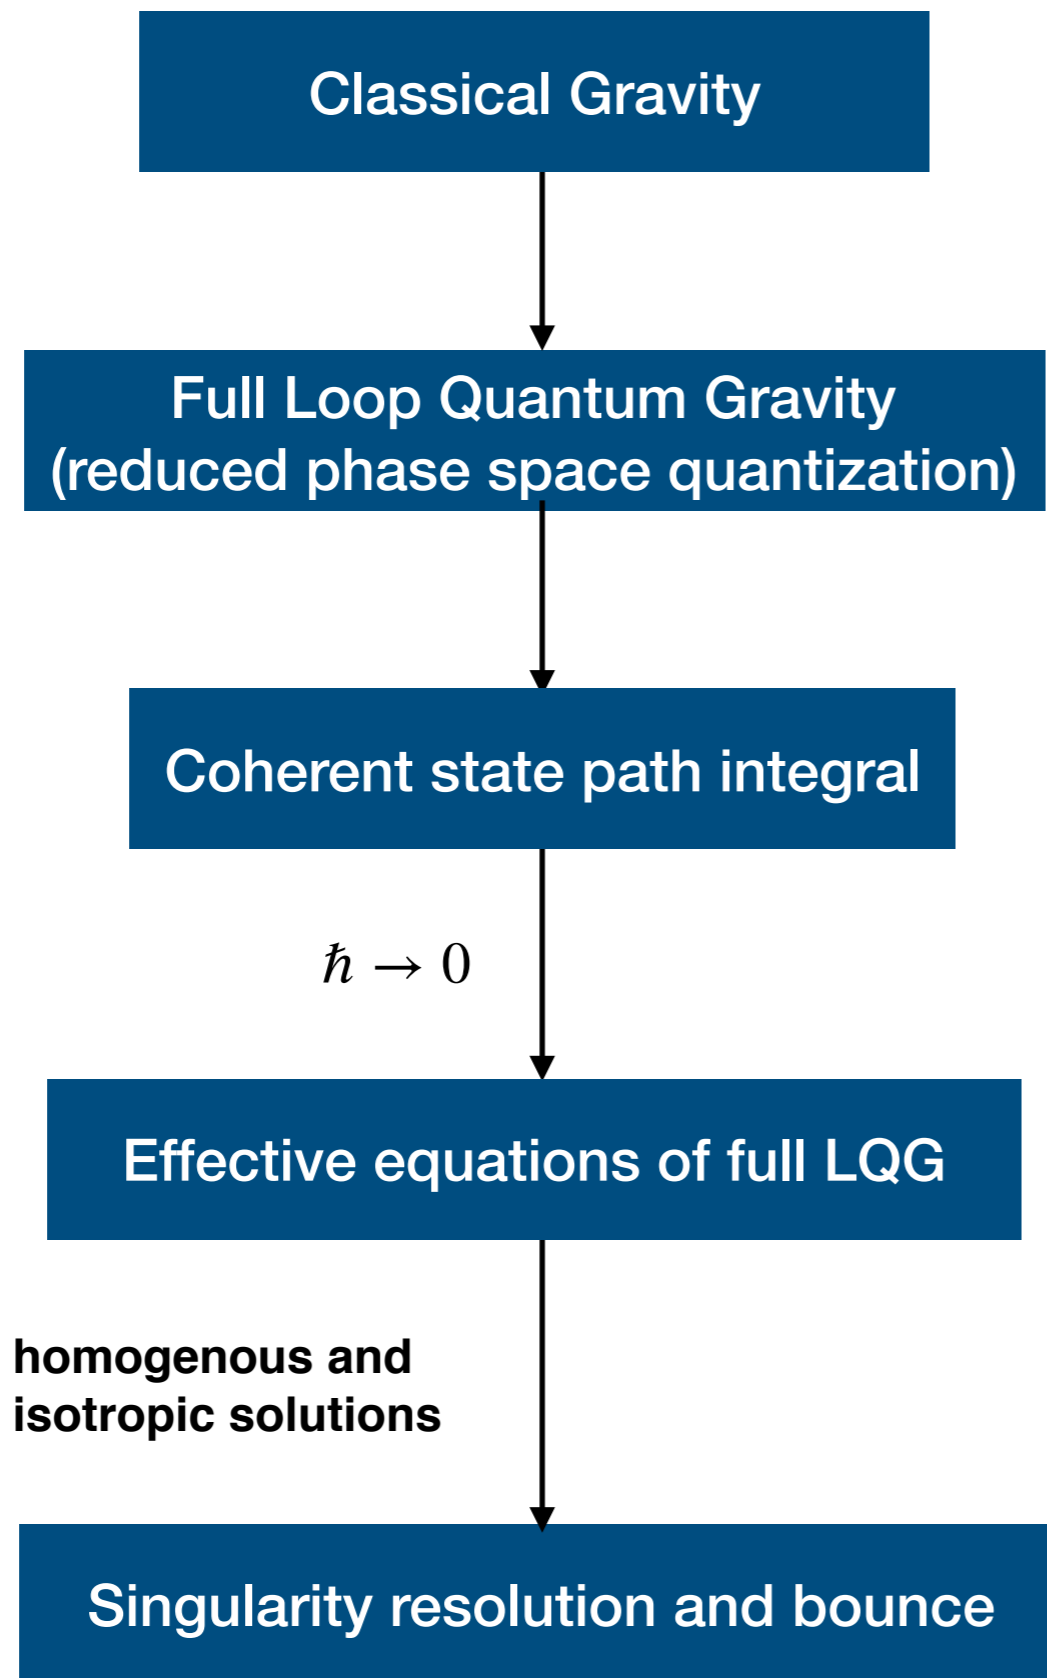 Classical Gravity
Full Loop Quantum Gravity
(reduced phase space quantization)
Coherent state path integral
ℏ → 0
Effective equations of full LQG
homogenous and
isotropic solutions
Singularity resolution and bounce